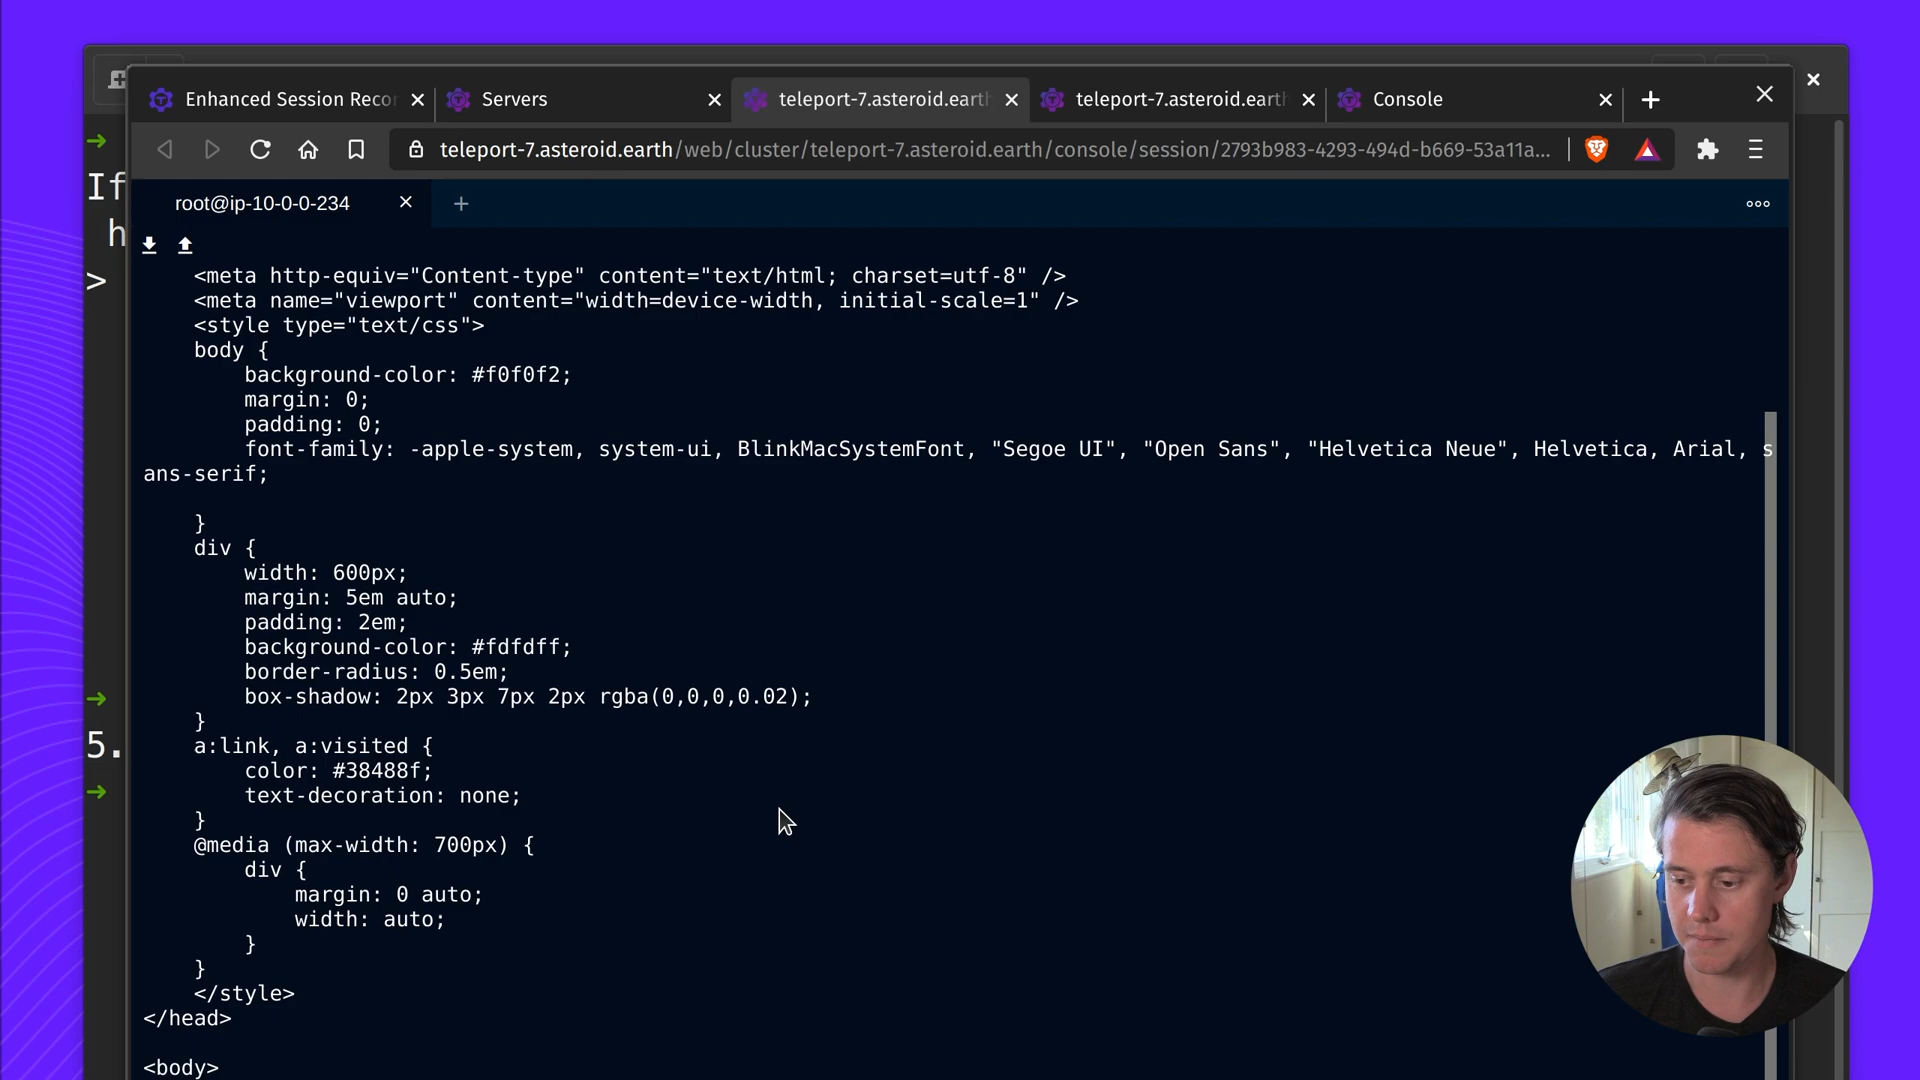 Enhanced Session Reco
Servers
teleport-7.asteroid.earth
teleport-7.asteroid.earth
Console
teleport-7.asteroid.earth/web/cluster/teleport-7.asteroid.earth/console/session/2793b983-4293-494d-b669-53a11a...
root@ip-10-0-0-234
If
h
>
<meta http-equiv="Content-type" content="text/html; charset=utf-8" />
<meta name="viewport" content="width=device-width, initial-scale=1" />
<style type="text/css">
body {
background-color: #f0f0f2;
margin: 0;
padding: 0;
font-family: -apple-system, system-ui, BlinkMacSystemFont, "Segoe UI", "Open Sans", "Helvetica Neue", Helvetica, Arial, s
ans-serif;
}
div {
width: 600px;
margin: 5em auto;
padding: 2em;
background-color: #fdfdff;
border-radius: 0.5em;
box-shadow: 2px 3px 7px 2px rgba(0,0,0,0.02);
}
5.
a:link, a:visited {
color: #38488f;
text-decoration: none;
}
@media (max-width: 700px) {
div {
margin: 0 auto;
width: auto;
}
}
</style>
</head>
<body>